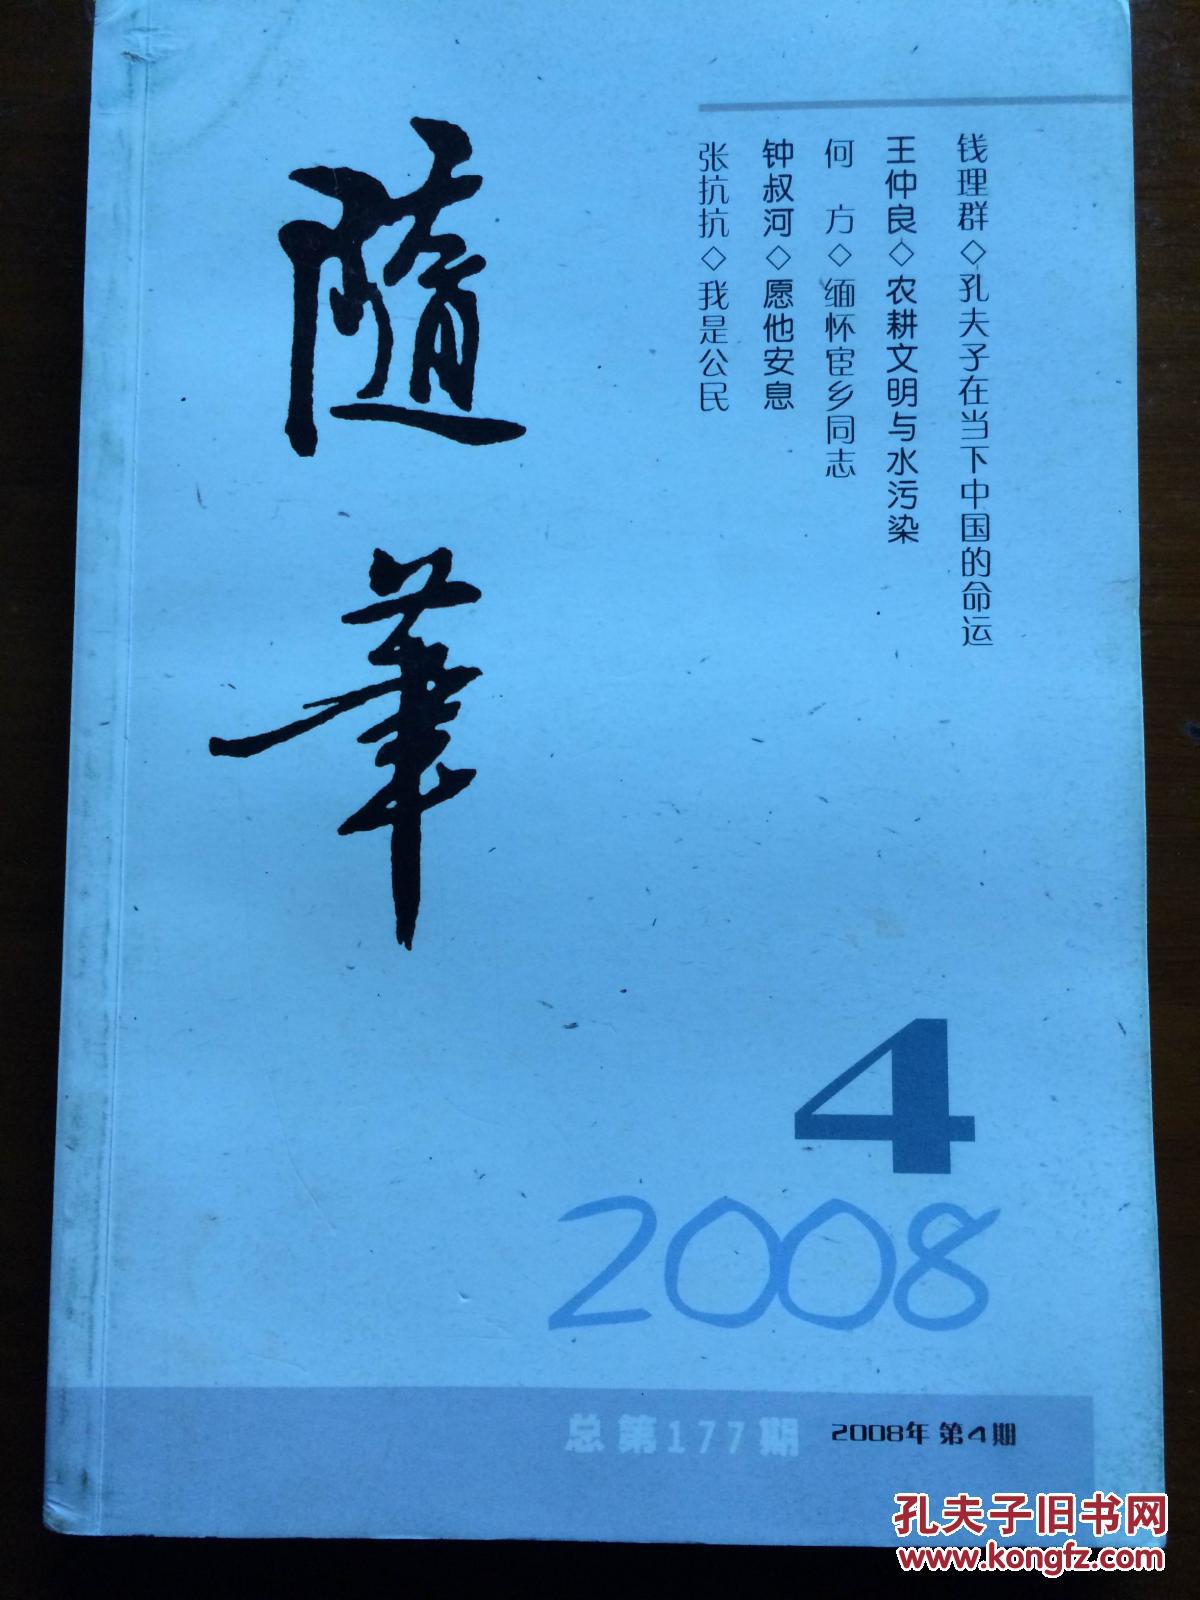 隨筆
钱理群◇孔夫子在当下中国的命运
王仲良◇农耕文明与水污染
何 方◇缅怀宦乡同志
钟叔河◇愿他安息
张抗抗◇我是公民
4
2008
总第177期 2008年第4期
孔夫子旧书网
www.kongfz.com